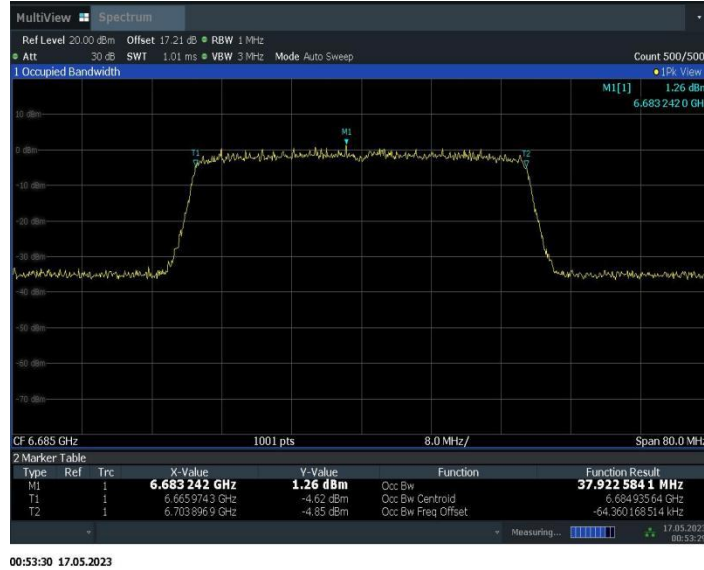 MultiView Spectrum
Ref Level 20.00 dBm Offset 17.21 dB RBW 1 MHz
Att 30 dB SWT 1.01 ms VBW 3 MHz Mode Auto Sweep Count 500/500
1 Occupied Bandwidth 1Pk View
M1[1] 1.26 dBm
6.683 242 0 GH
10 dBm
M1
0 dBm
T1 T2
-10 dBm
-20 dBm
-30 dBm
-40 dBm
-50 dBm
-60 dBm
-70 dBm
CF 6.685 GHz 1001 pts 8.0 MHz/ Span 80.0 MHz
2 Marker Table
Type Ref Trc X-Value Y-Value Function Function Result
M1 1 6.683 242 GHz 1.26 dBm Occ Bw 37.922 584 1 MHz
T1 1 6.665 974 3 GHz -4.62 dBm Occ Bw Centroid 6.684 935 64 GHz
T2 1 6.703 896 9 GHz -4.85 dBm Occ Bw Freq Offset -64.360 168 514 kHz
Measuring... 17.05.2023
00:53:29
00:53:30 17.05.2023